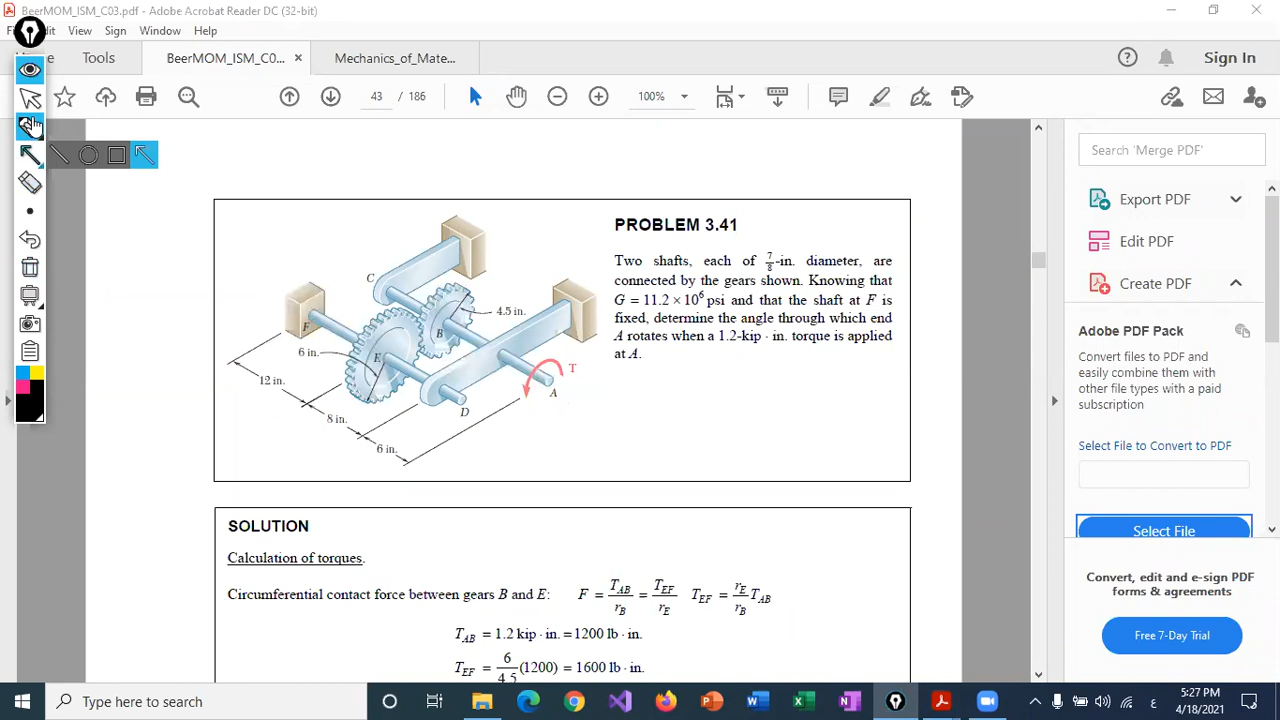 BeerMOM_ISM_C03.pdf - Adobe Acrobat Reader DC (32-bit)
Sign Window Help
Tools BeerMOM_ISM_C0... × Mechanics_of_Mate... Sign In
43 / 186 100%
Search 'Merge PDF'
Export PDF
Edit PDF
Create PDF
Adobe PDF Pack
Convert files to PDF and
easily combine them with
other file types with a paid
subscription
Select File to Convert to PDF
Select File
Convert, edit and e-sign PDF
forms & agreements
Free 7-Day Trial
PROBLEM 3.41
Two shafts, each of 7/8-in. diameter, are
connected by the gears shown. Knowing that
G = 11.2 × 10⁶ psi and that the shaft at F is
fixed, determine the angle through which end
A rotates when a 1.2-kip · in. torque is applied
at A.
C
4.5 in.
F
B
6 in.
E
T
12 in.
A
D
8 in.
6 in.
SOLUTION
Calculation of torques.
Circumferential contact force between gears B and E: F = T_AB/r_B = T_EF/r_E T_EF = r_E/r_B T_AB
T_AB = 1.2 kip · in. = 1200 lb · in.
T_EF = 6/4.5 (1200) = 1600 lb · in.
Type here to search
ع
5:27 PM
4/18/2021